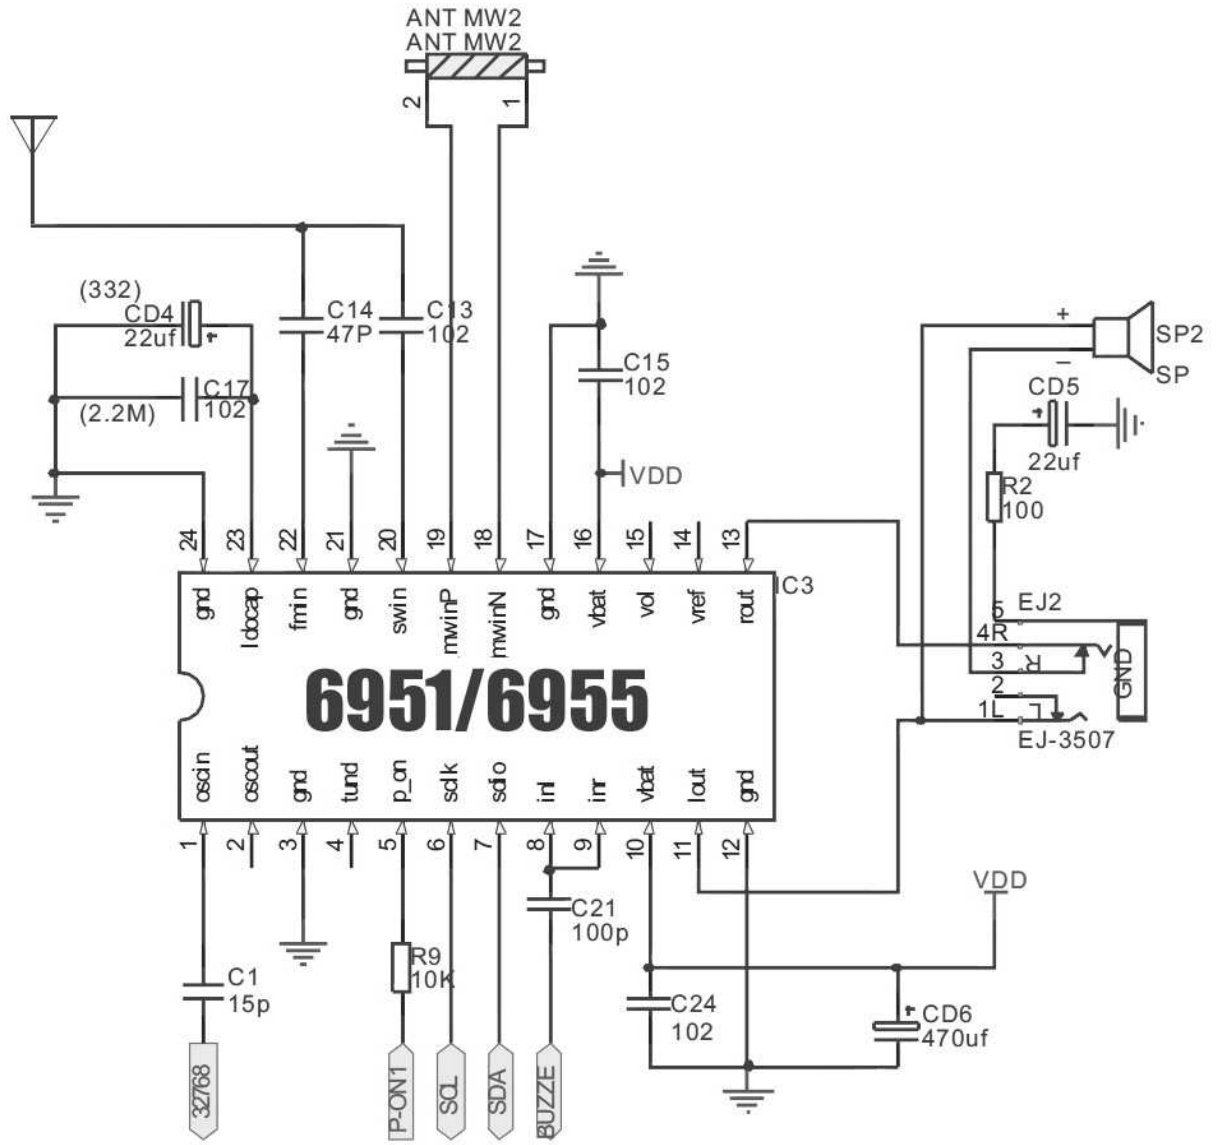 ANT MW2
ANT MW2
2
1
(332)
CD4
22uf
+
C14
47P
C13
102
C17
102
(2.2M)
C15
102
VDD
+
−
SP2
SP
CD5
+
22uf
R2
100
24
23
22
21
20
19
18
17
16
15
14
13
gnd
ldocap
fmin
gnd
swin
mwinP
mwinN
gnd
vbat
vol
vref
rout
IC3
6951/6955
5
EJ2
4R
3
R
2
1L
L
GND
EJ-3507
oscin
oscout
gnd
tund
p_on
sclk
sdio
inl
inr
vbat
lout
gnd
1
2
3
4
5
6
7
8
9
10
11
12
VDD
C21
100p
R9
10K
C1
15p
C24
102
+
CD6
470uf
32768
P-ON1
SCL
SDA
BUZZE